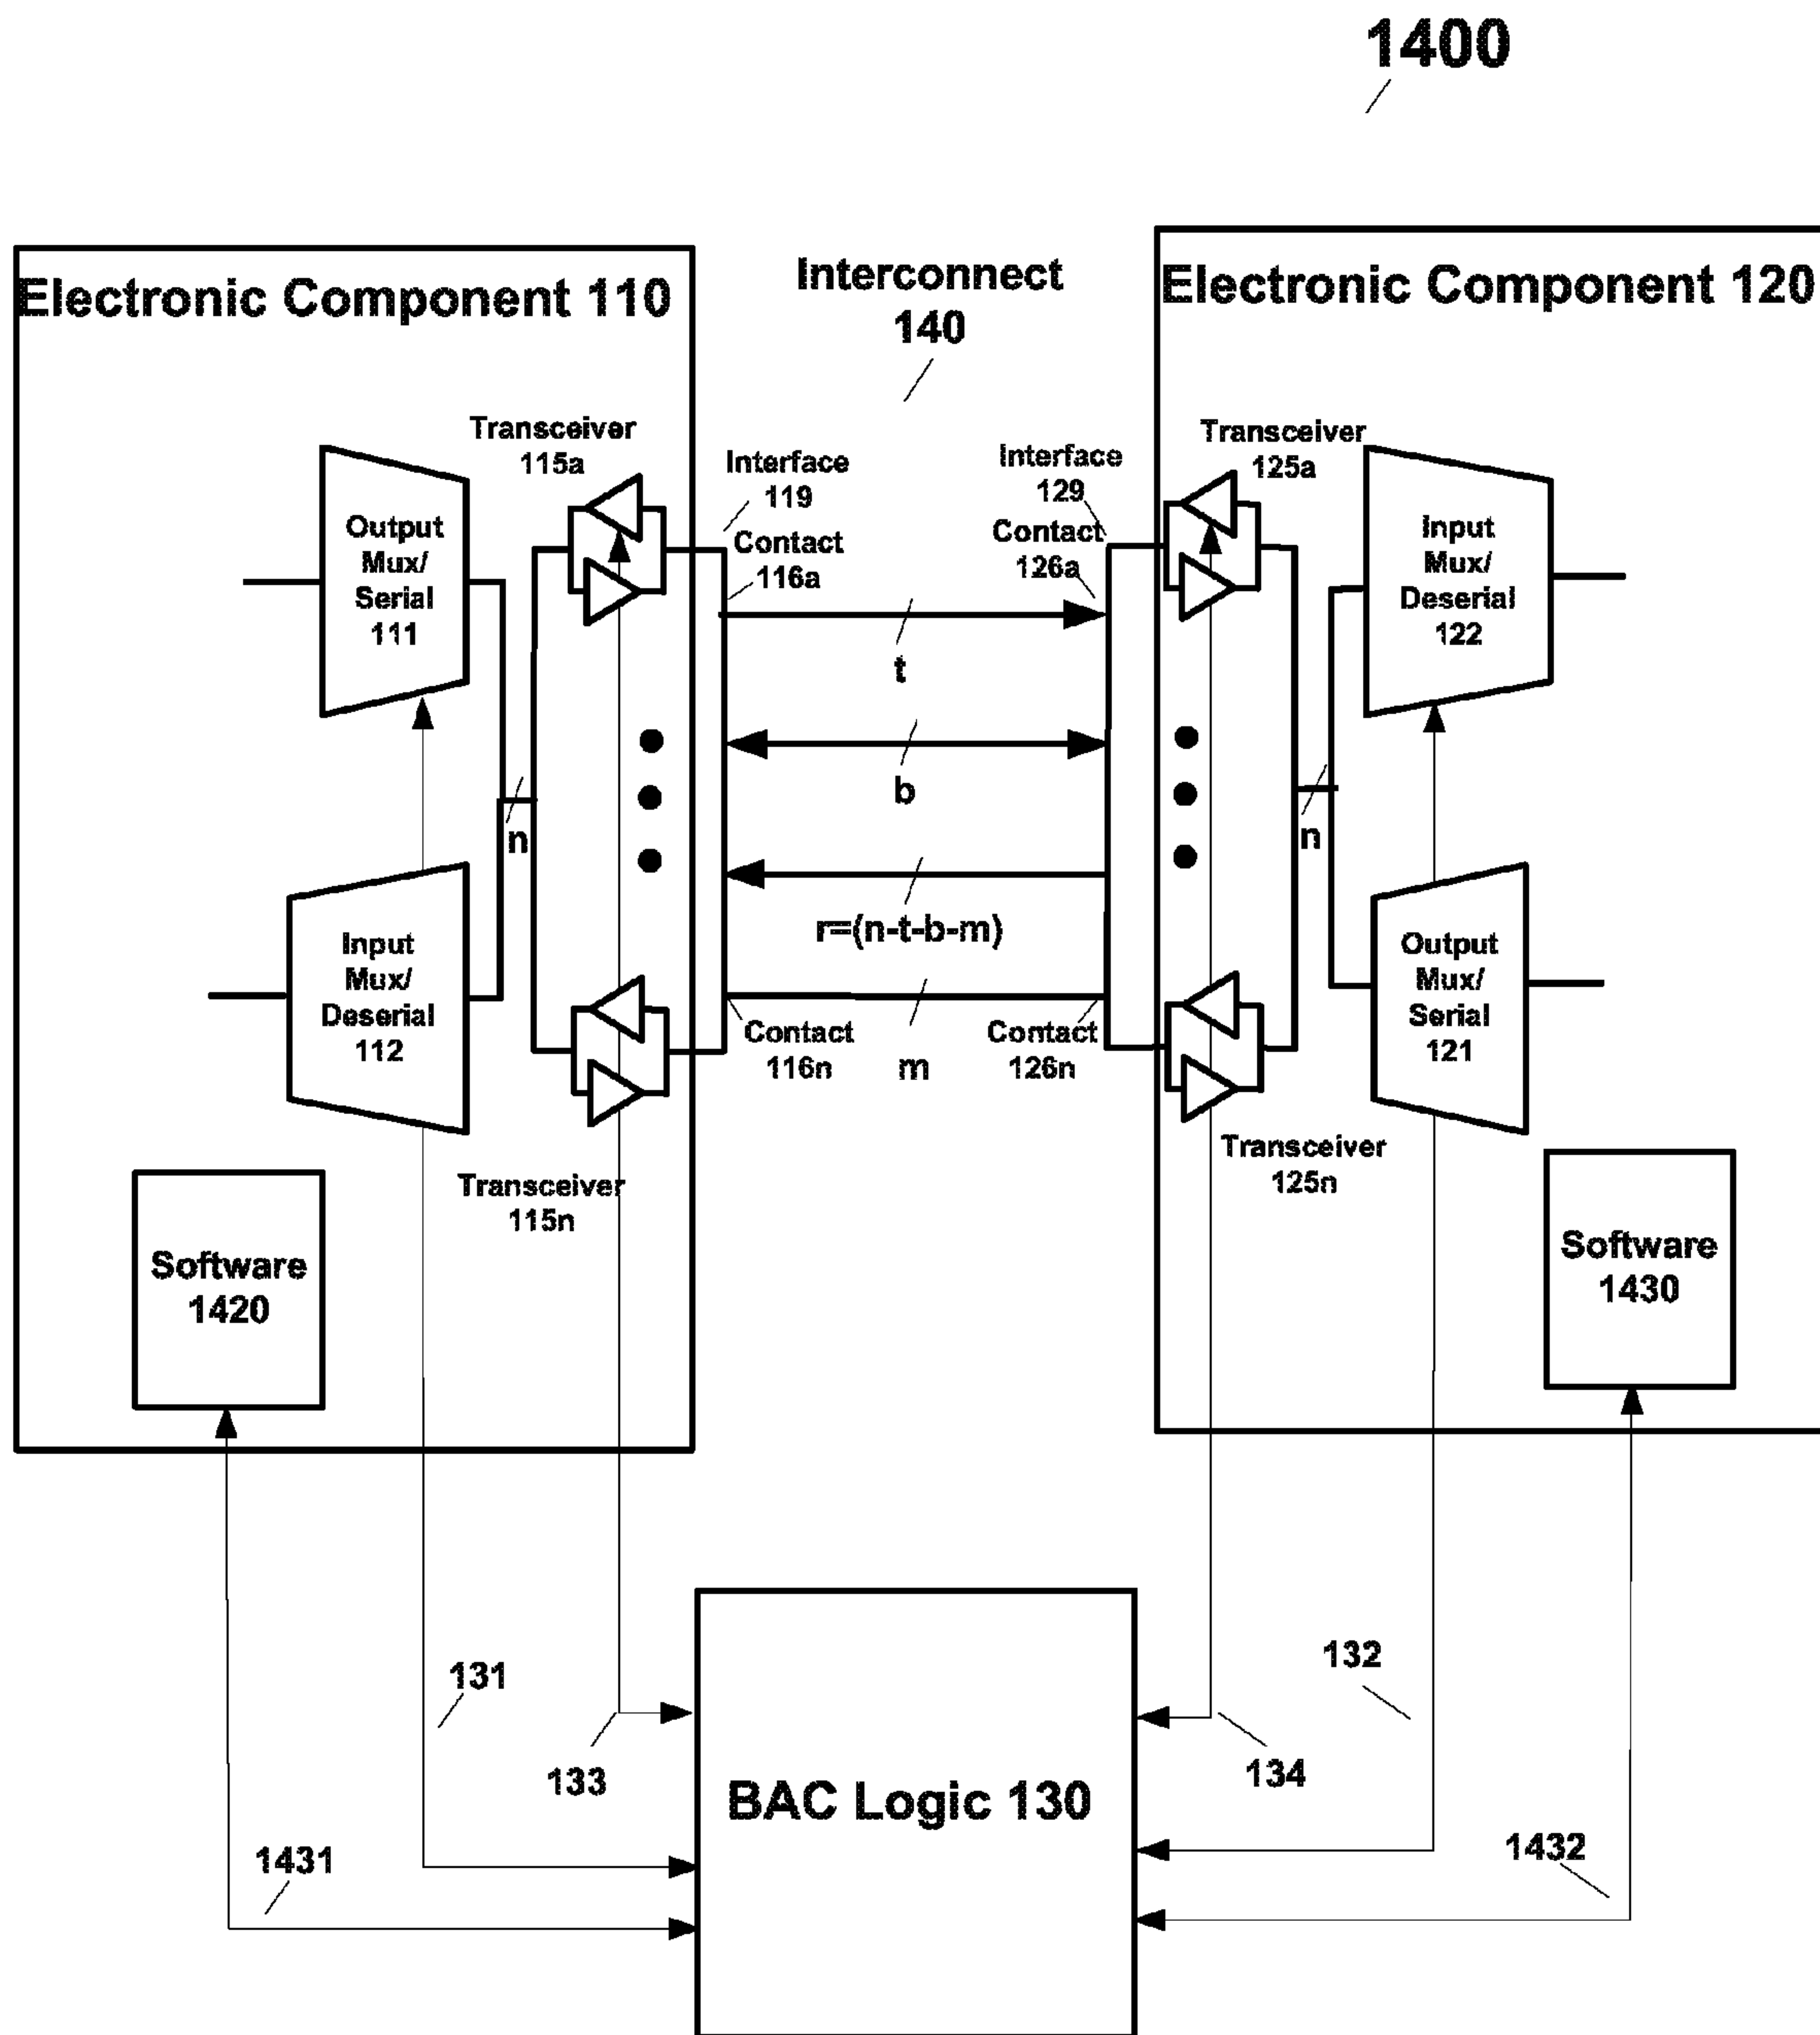 1400
Electronic Component 110
Interconnect
140
Electronic Component 120
Transceiver
115a
Interface
119
Contact
116a
Interface
129
Contact
126a
Transceiver
125a
Output
Mux/
Serial
111
Input
Mux/
Deserial
122
t
b
n
n
r=(n-t-b-m)
Input
Mux/
Deserial
112
Output
Mux/
Serial
121
Contact
116n
m
Contact
126n
Transceiver
115n
Transceiver
125n
Software
1420
Software
1430
131
133
132
134
BAC Logic 130
1431
1432